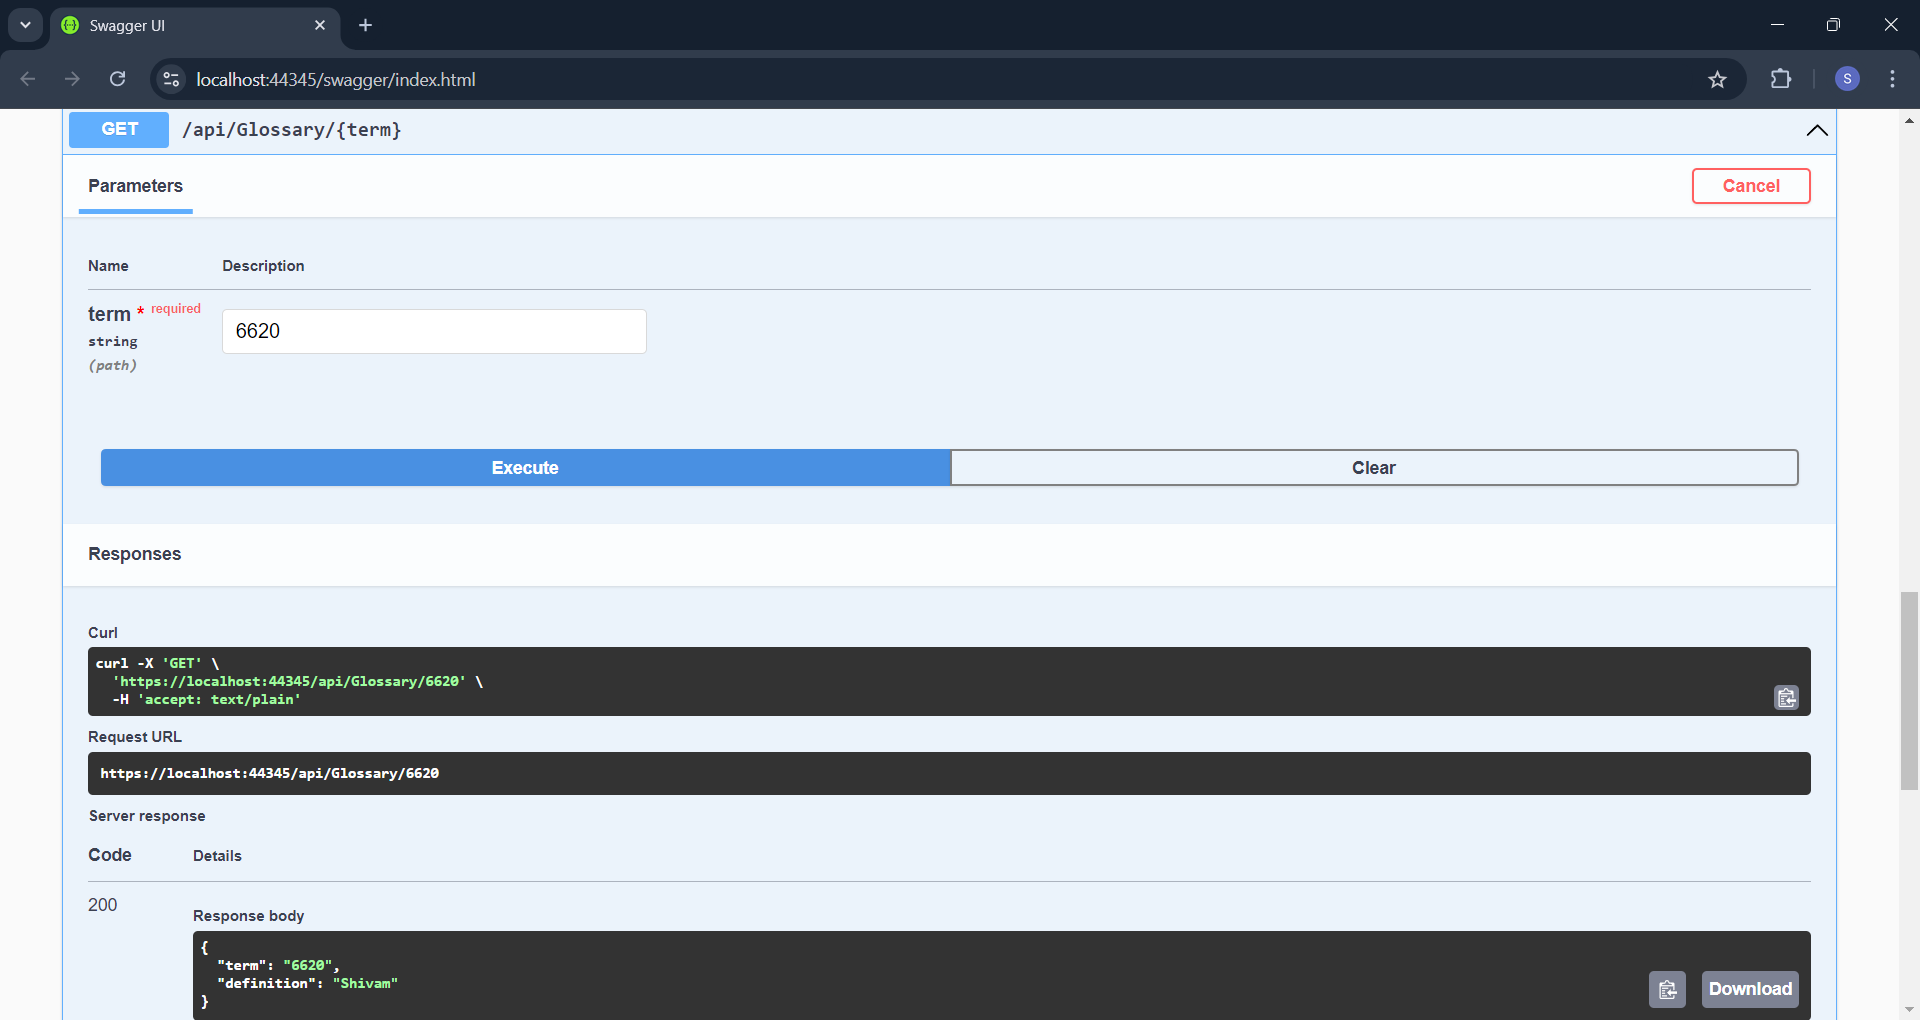 Swagger UI
localhost:44345/swagger/index.html
S
GET /api/Glossary/{term}
Parameters
Cancel
Name Description
term * required
string
(path)
6620
Execute Clear
Responses
Curl
curl -X 'GET' \
'https://localhost:44345/api/Glossary/6620' \
-H 'accept: text/plain'
Request URL
https://localhost:44345/api/Glossary/6620
Server response
Code Details
200
Response body
{
"term": "6620",
"definition": "Shivam"
}
Download